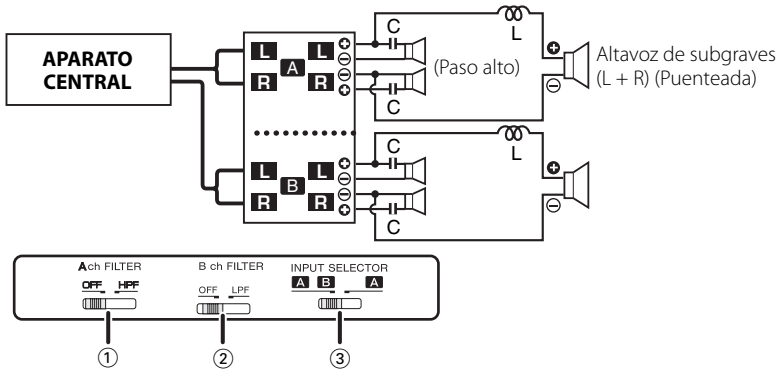 APARATO
CENTRAL
L L ⊕
⊖
A
R R ⊖
⊕
C
C
L
(Paso alto)
⊕
⊖
Altavoz de subgraves
(L + R) (Puenteada)
L L ⊕
⊖
B
R R ⊖
⊕
C
C
L
⊕
⊖
A ch FILTER
OFF HPF
B ch FILTER
OFF LPF
INPUT SELECTOR
A B A
① ② ③